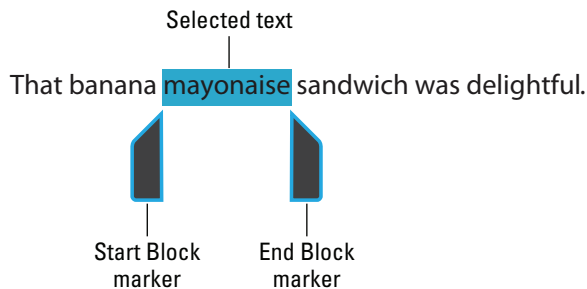 Selected text
That banana mayonaise sandwich was delightful.
Start Block
marker
End Block
marker